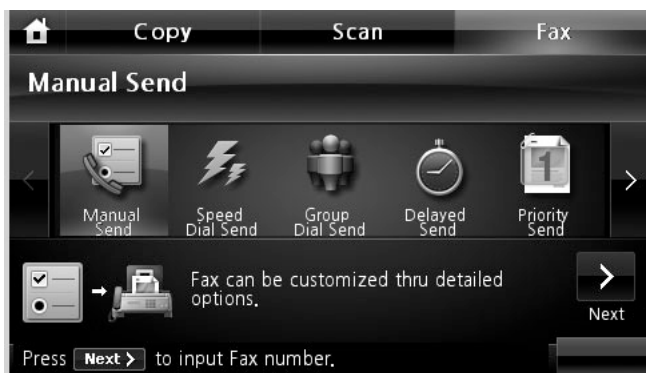 Copy Scan Fax
Manual Send
1
Manual Speed Group Delayed Priority
Send Dial Send Dial Send Send Send
Fax can be customized thru detailed
options.
Next
Press Next > to input Fax number.